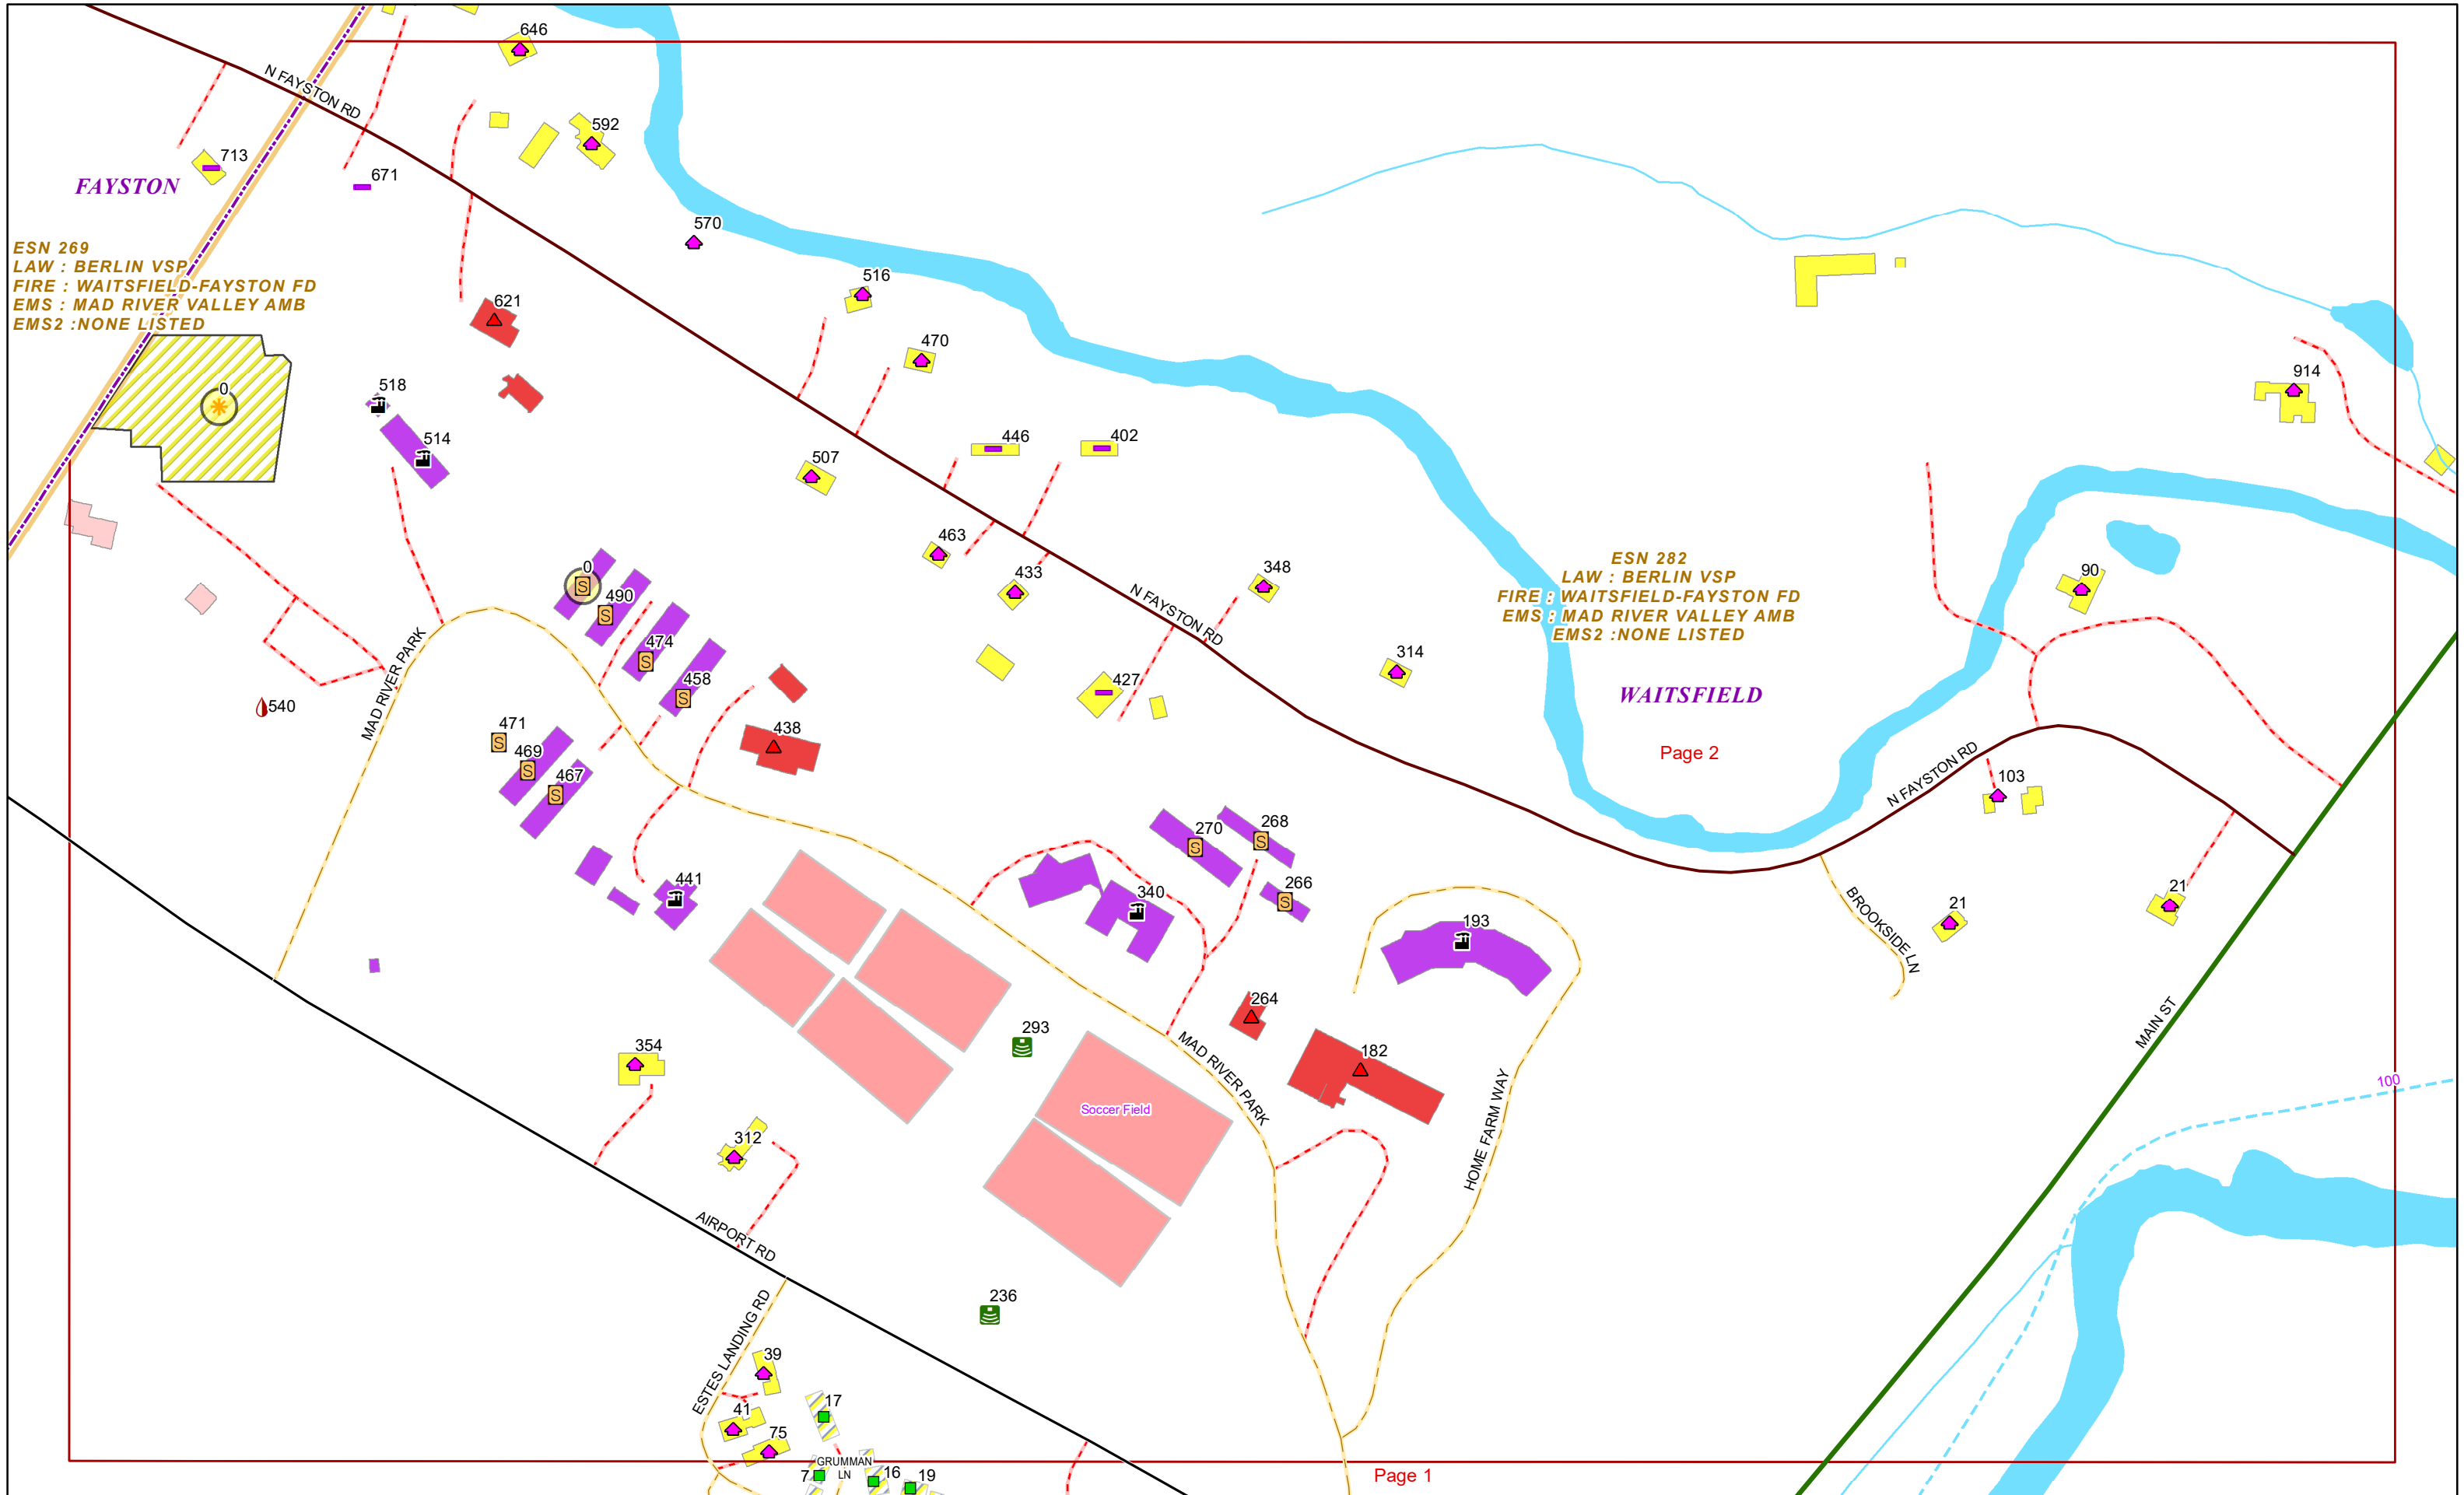 646
N FAYSTON RD
592
713
671
FAYSTON
570
ESN 269
LAW : BERLIN VSP
FIRE : WAITSFIELD-FAYSTON FD
EMS : MAD RIVER VALLEY AMB
EMS2 :NONE LISTED
516
621
470
914
518
0
514
446
402
507
463
433
0
S
490
S
348
N FAYSTON RD
ESN 282
LAW : BERLIN VSP
FIRE : WAITSFIELD-FAYSTON FD
EMS : MAD RIVER VALLEY AMB
EMS2 :NONE LISTED
90
474
S
458
S
427
314
WAITSFIELD
MAD RIVER PARK
540
471
S
438
469
S
467
S
Page 2
N FAYSTON RD
103
270
S
268
S
441
340
266
S
193
BROOKSIDE LN
21
21
264
293
MAD RIVER PARK
182
354
MAIN ST
100
Soccer Field
HOME FARM WAY
312
AIRPORT RD
236
ESTES LANDING RD
39
17
41
75
GRUMMAN
LN
7
16
19
Page 1